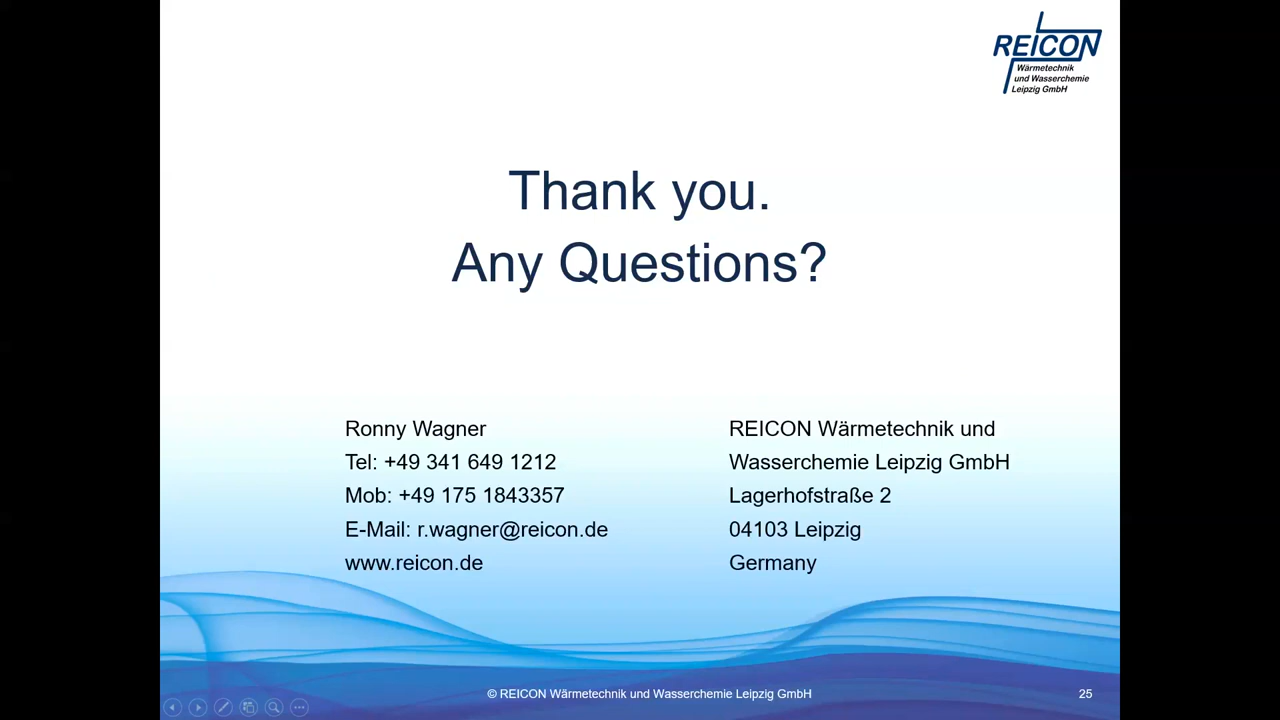 REICON
Wärmetechnik
und Wasserchemie
Leipzig GmbH
Thank you.
Any Questions?
Ronny Wagner
Tel: +49 341 649 1212
Mob: +49 175 1843357
E-Mail: r.wagner@reicon.de
www.reicon.de
REICON Wärmetechnik und
Wasserchemie Leipzig GmbH
Lagerhofstraße 2
04103 Leipzig
Germany
© REICON Wärmetechnik und Wasserchemie Leipzig GmbH
25